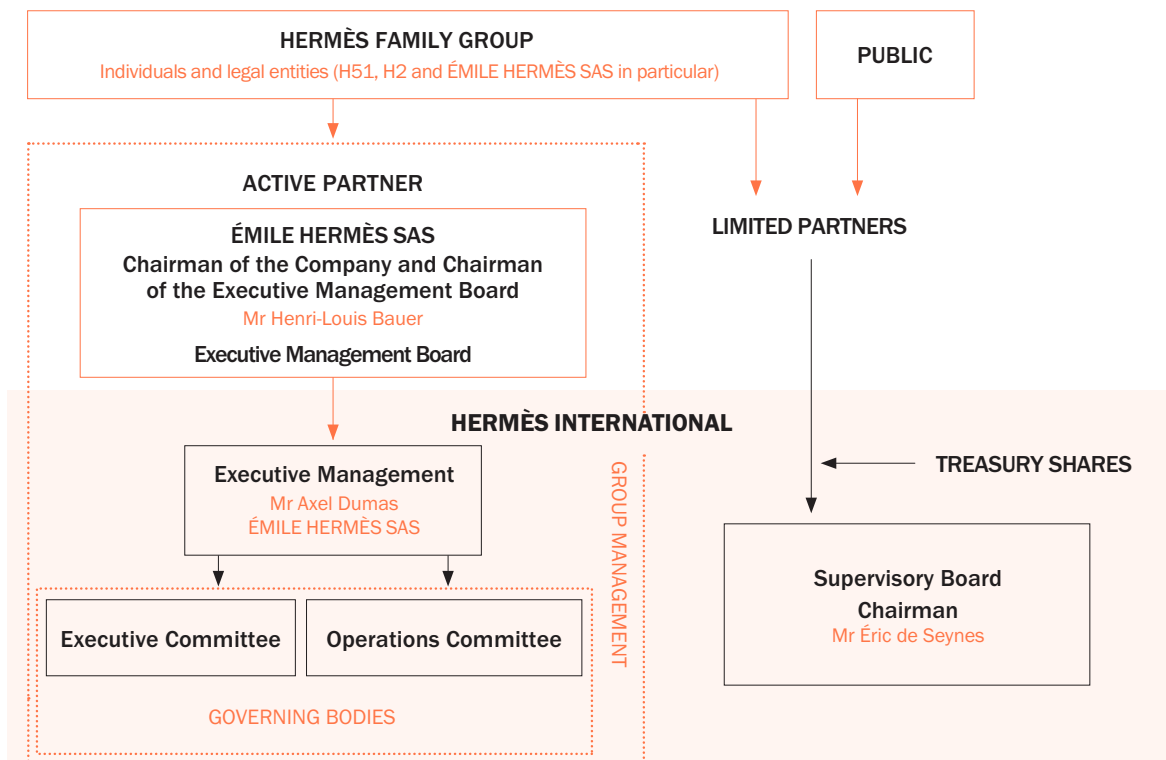 HERMÈS FAMILY GROUP
Individuals and legal entities (H51, H2 and ÉMILE HERMÈS SAS in particular)
PUBLIC
ACTIVE PARTNER
ÉMILE HERMÈS SAS
Chairman of the Company and Chairman
of the Executive Management Board
Mr Henri-Louis Bauer
Executive Management Board
LIMITED PARTNERS
HERMÈS INTERNATIONAL
Executive Management
Mr Axel Dumas
ÉMILE HERMÈS SAS
GROUP MANAGEMENT
TREASURY SHARES
Executive Committee
Operations Committee
GOVERNING BODIES
Supervisory Board
Chairman
Mr Éric de Seynes